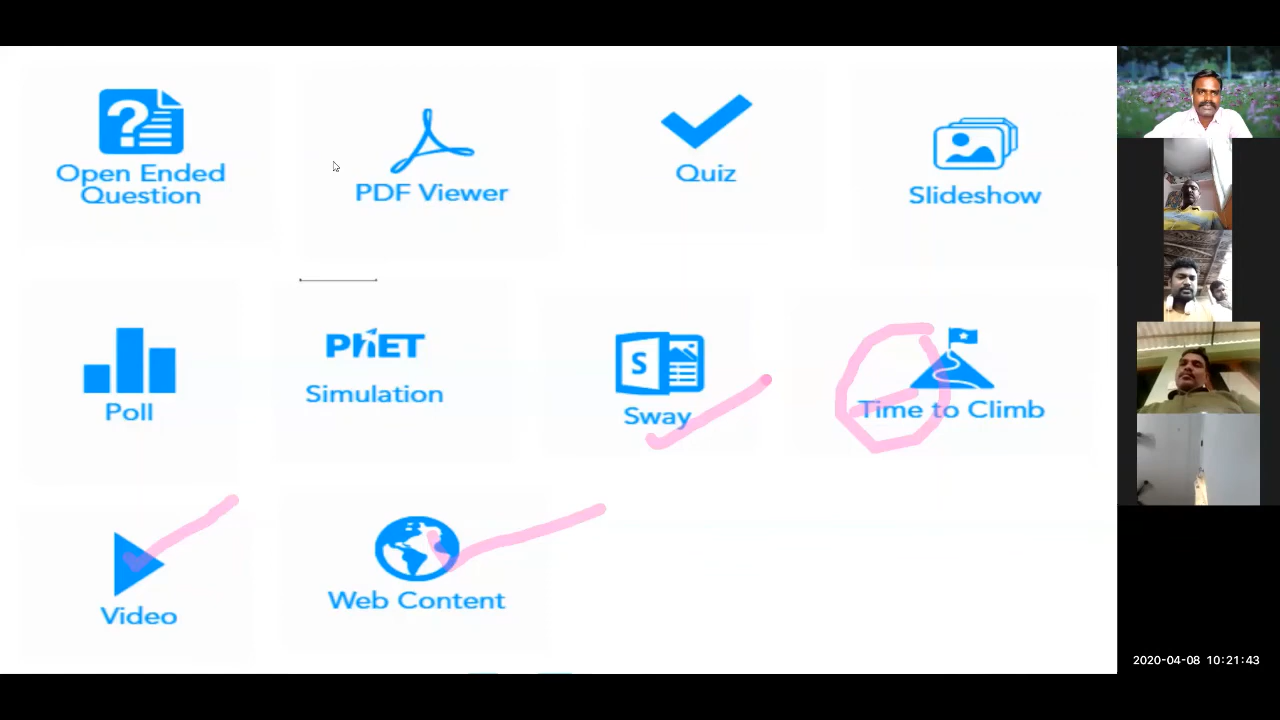 Open Ended
Question
PDF Viewer
Quiz
Slideshow
Poll
PhET
Simulation
S
Sway
Time to Climb
Video
Web Content
2020-04-08 10:21:43